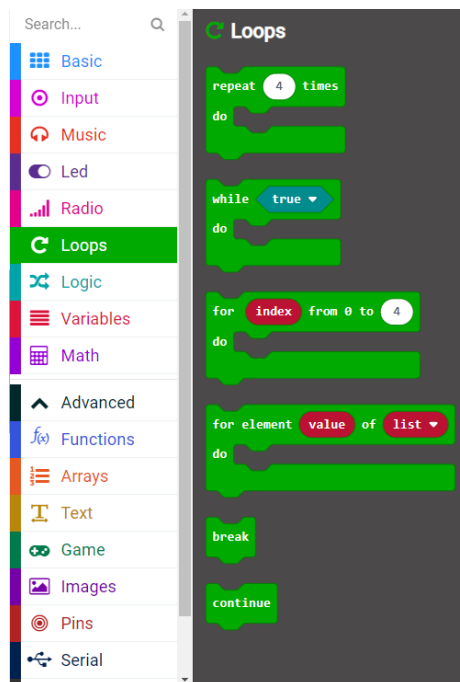 Search...
Basic
Input
Music
Led
Radio
Loops
Logic
Variables
Math
Advanced
f(x) Functions
Arrays
Text
Game
Images
Pins
Serial
Loops
repeat 4 times
do
while true
do
for index from 0 to 4
do
for element value of list
do
break
continue